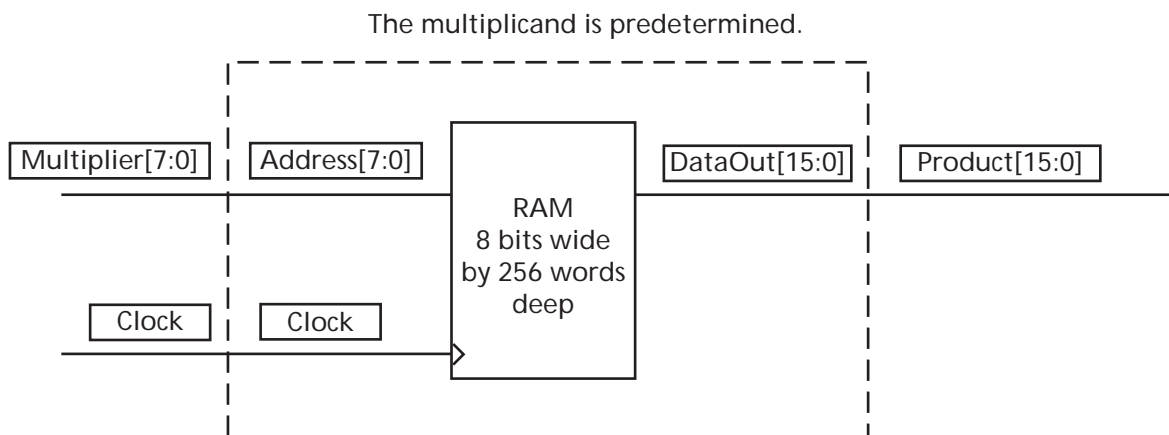 The multiplicand is predetermined.
Multiplier[7:0]
Address[7:0]
DataOut[15:0]
Product[15:0]
RAM
8 bits wide
by 256 words
deep
Clock
Clock